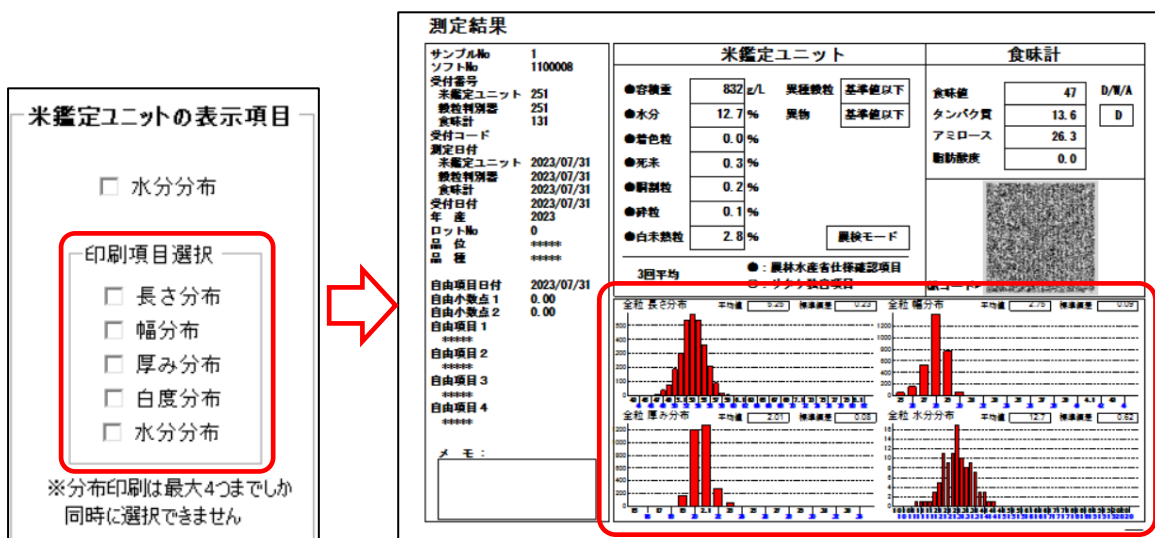 米鑑定ユニットの表示項目
水分分布
印刷項目選択
長さ分布
幅分布
厚み分布
白度分布
水分分布
※分布印刷は最大4つまでしか
同時に選択できません
測定結果
サンプルNo 1
ソフトNo 1100008
受付番号
米鑑定ユニット 251
穀粒判別器 251
食味計 131
受付コード
測定日付
米鑑定ユニット 2023/07/31
穀粒判別器 2023/07/31
食味計 2023/07/31
受付日付 2023/07/31
年 産 2023
ロットNo 0
品 位 *****
品 種 *****
自由項目日付 2023/07/31
自由小数点1 0.00
自由小数点2 0.00
自由項目1
*****
自由項目2
*****
自由項目3
*****
自由項目4
*****
メ モ:
米鑑定ユニット
●容積重 832 g/L 異種穀粒 基準値以下
●水分 12.7 % 異物 基準値以下
●着色粒 0.0 %
●死米 0.3 %
●胴割粒 0.2 %
●砕粒 0.1 %
●白未熟粒 2.8 % 農検モード
3回平均 ●:農林水産省仕様確認項目
食味計
食味値 47 D/W/A
タンパク質 13.6 D
アミロース 26.3
脂肪酸度 0.0
全粒 長さ分布 平均値 5.25 標準偏差 0.23
全粒 幅分布 平均値 2.75 標準偏差 0.09
全粒 厚み分布 平均値 2.01 標準偏差 0.08
全粒 水分分布 平均値 12.7 標準偏差 0.62